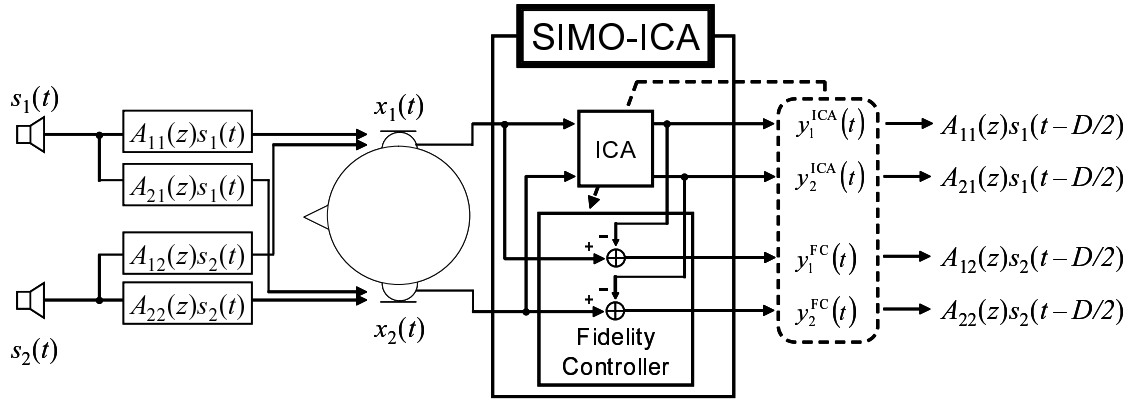 SIMO-ICA
s₁(t)
A₁₁(z)s₁(t)
A₂₁(z)s₁(t)
A₁₂(z)s₂(t)
A₂₂(z)s₂(t)
s₂(t)
x₁(t)
x₂(t)
ICA
+ −
+ −
Fidelity
Controller
y₁ᴵᶜᴬ(t)
y₂ᴵᶜᴬ(t)
y₁ᶠᶜ(t)
y₂ᶠᶜ(t)
A₁₁(z)s₁(t−D/2)
A₂₁(z)s₁(t−D/2)
A₁₂(z)s₂(t−D/2)
A₂₂(z)s₂(t−D/2)